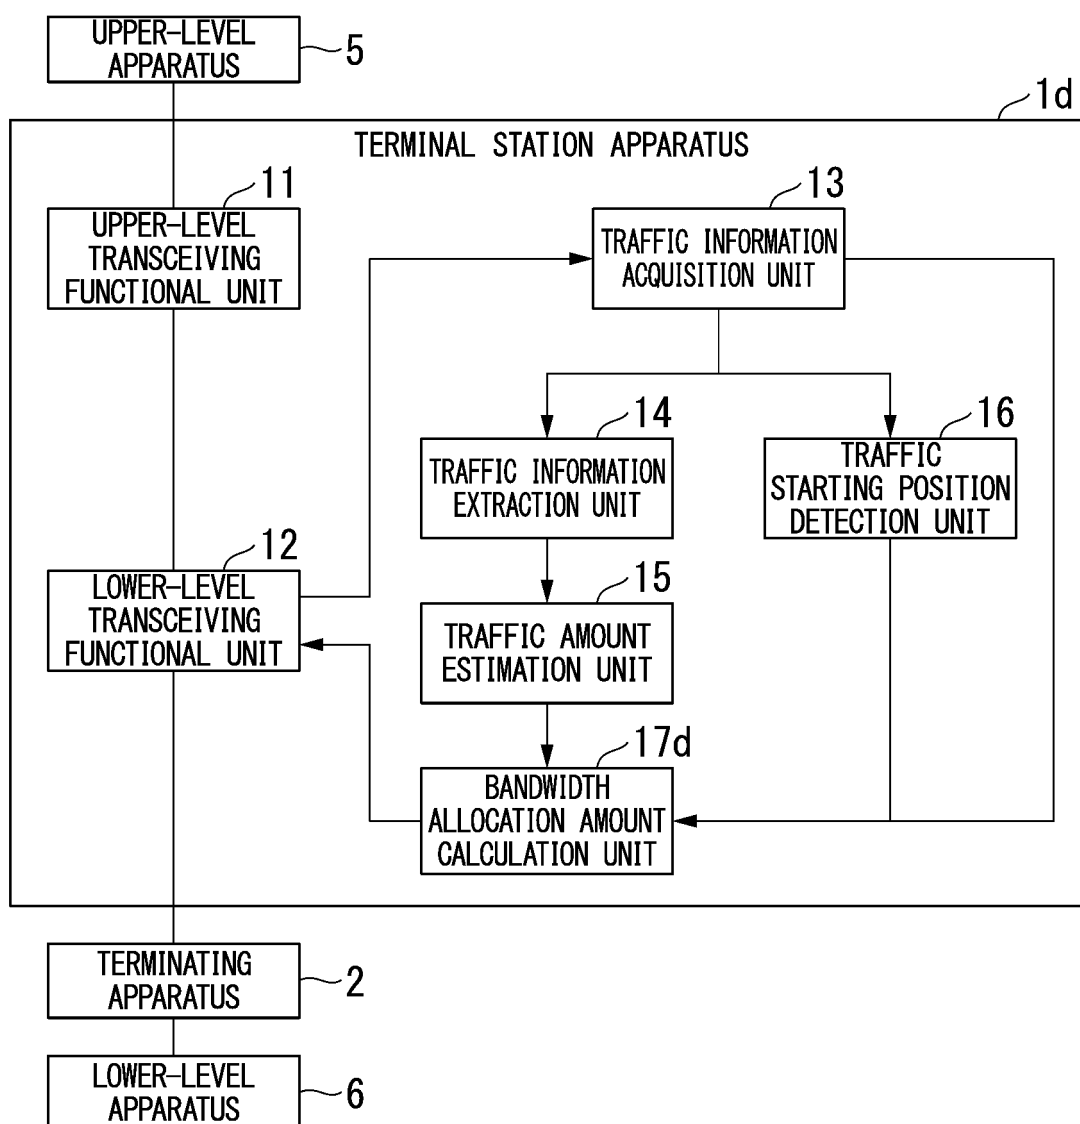 UPPER-LEVEL
APPARATUS
5
1d
TERMINAL STATION APPARATUS
11
UPPER-LEVEL
TRANSCEIVING
FUNCTIONAL UNIT
13
TRAFFIC INFORMATION
ACQUISITION UNIT
14
TRAFFIC INFORMATION
EXTRACTION UNIT
16
TRAFFIC
STARTING POSITION
DETECTION UNIT
12
LOWER-LEVEL
TRANSCEIVING
FUNCTIONAL UNIT
15
TRAFFIC AMOUNT
ESTIMATION UNIT
17d
BANDWIDTH
ALLOCATION AMOUNT
CALCULATION UNIT
TERMINATING
APPARATUS
2
LOWER-LEVEL
APPARATUS
6